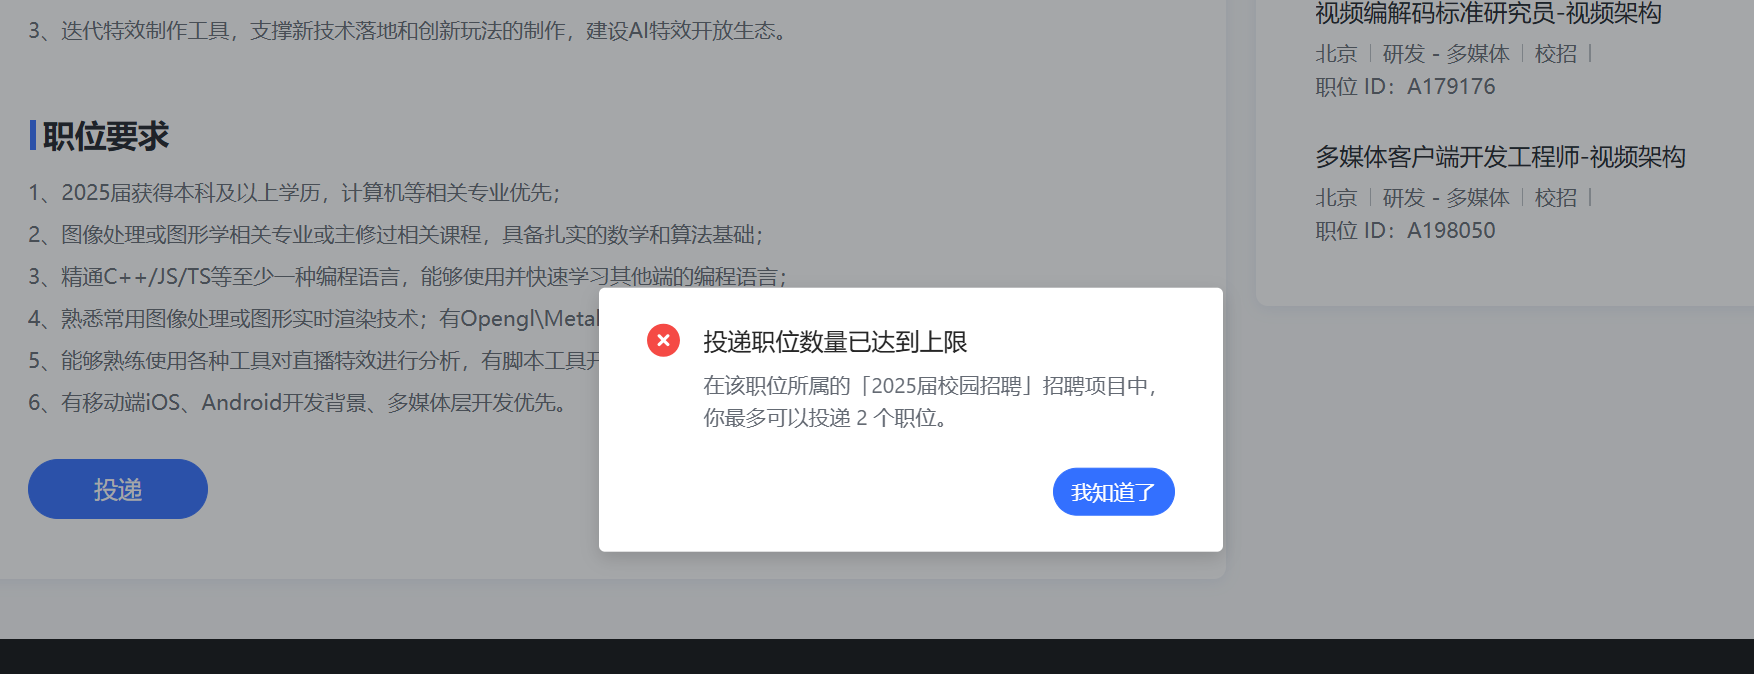 3、迭代特效制作工具，支撑新技术落地和创新玩法的制作，建设AI特效开放生态。
职位要求
1、2025届获得本科及以上学历，计算机等相关专业优先；
2、图像处理或图形学相关专业或主修过相关课程，具备扎实的数学和算法基础；
3、精通C++/JS/TS等至少一种编程语言，能够使用并快速学习其他端的编程语言；
4、熟悉常用图像处理或图形实时渲染技术；有Opengl\Metal
5、能够熟练使用各种工具对直播特效进行分析，有脚本工具开
6、有移动端iOS、Android开发背景、多媒体层开发优先。
投递
投递职位数量已达到上限
在该职位所属的「2025届校园招聘」招聘项目中，
你最多可以投递 2 个职位。
我知道了
视频编解码标准研究员-视频架构
北京 | 研发 - 多媒体 | 校招 |
职位 ID：A179176
多媒体客户端开发工程师-视频架构
北京 | 研发 - 多媒体 | 校招 |
职位 ID：A198050